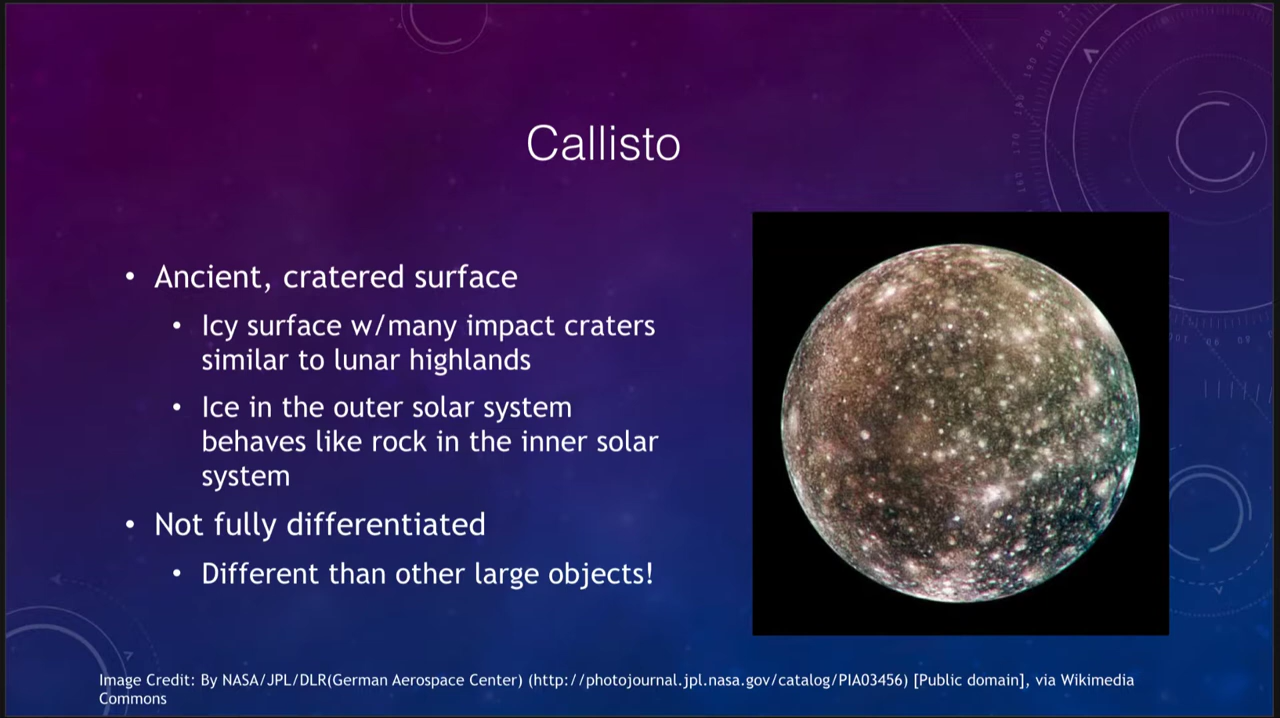 Callisto
• Ancient, cratered surface
• Icy surface w/many impact craters
similar to lunar highlands
• Ice in the outer solar system
behaves like rock in the inner solar
system
• Not fully differentiated
• Different than other large objects!
Image Credit: By NASA/JPL/DLR(German Aerospace Center) (http://photojournal.jpl.nasa.gov/catalog/PIA03456) [Public domain], via Wikimedia
Commons